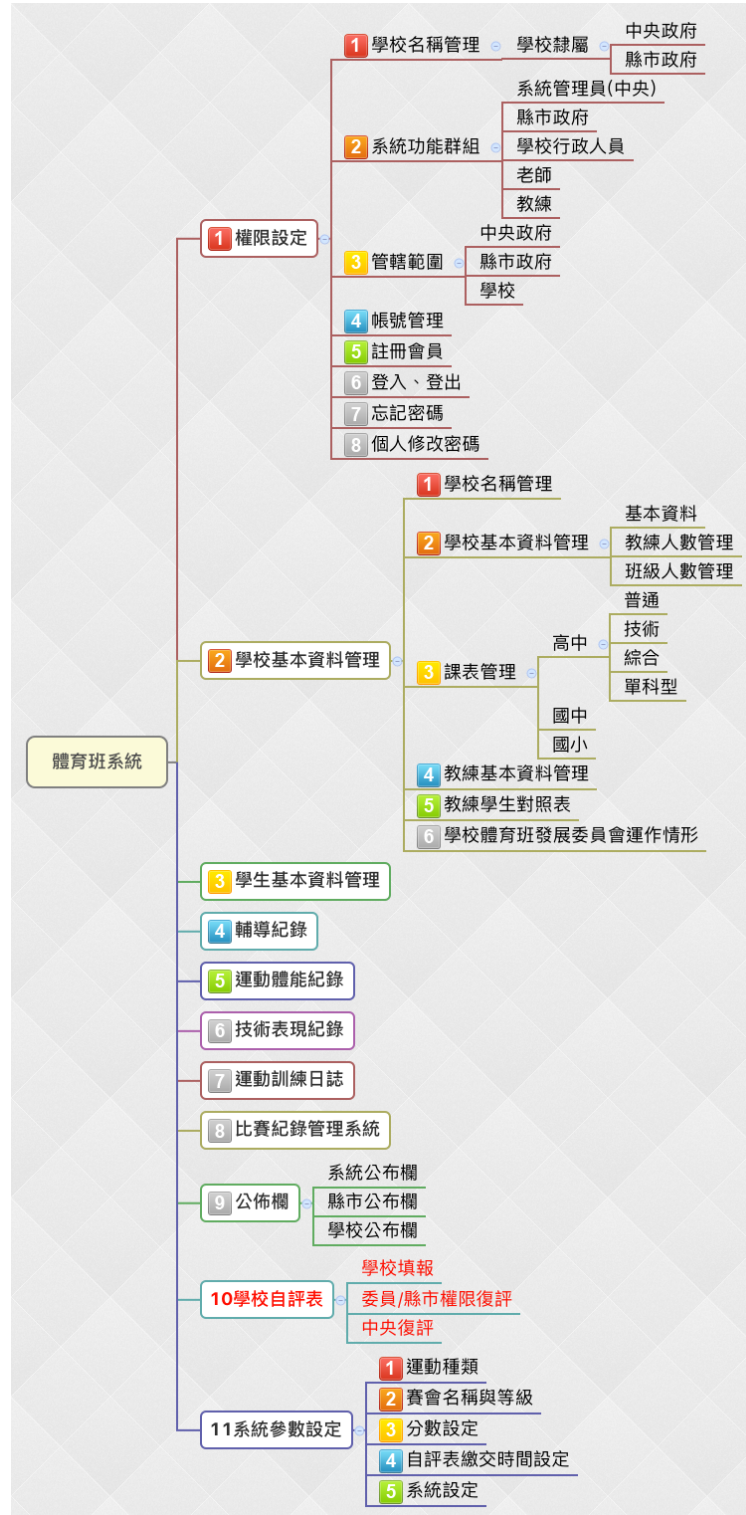 體育班系統
1 權限設定
1 學校名稱管理
學校隸屬
中央政府
縣市政府
2 系統功能群組
系統管理員(中央)
縣市政府
學校行政人員
老師
教練
3 管轄範圍
中央政府
縣市政府
學校
4 帳號管理
5 註冊會員
6 登入、登出
7 忘記密碼
8 個人修改密碼
2 學校基本資料管理
1 學校名稱管理
2 學校基本資料管理
基本資料
教練人數管理
班級人數管理
3 課表管理
高中
普通
技術
綜合
單科型
國中
國小
4 教練基本資料管理
5 教練學生對照表
6 學校體育班發展委員會運作情形
3 學生基本資料管理
4 輔導紀錄
5 運動體能紀錄
6 技術表現紀錄
7 運動訓練日誌
8 比賽紀錄管理系統
9 公佈欄
系統公布欄
縣市公布欄
學校公布欄
10學校自評表
學校填報
委員/縣市權限復評
中央復評
11系統參數設定
1 運動種類
2 賽會名稱與等級
3 分數設定
4 自評表繳交時間設定
5 系統設定